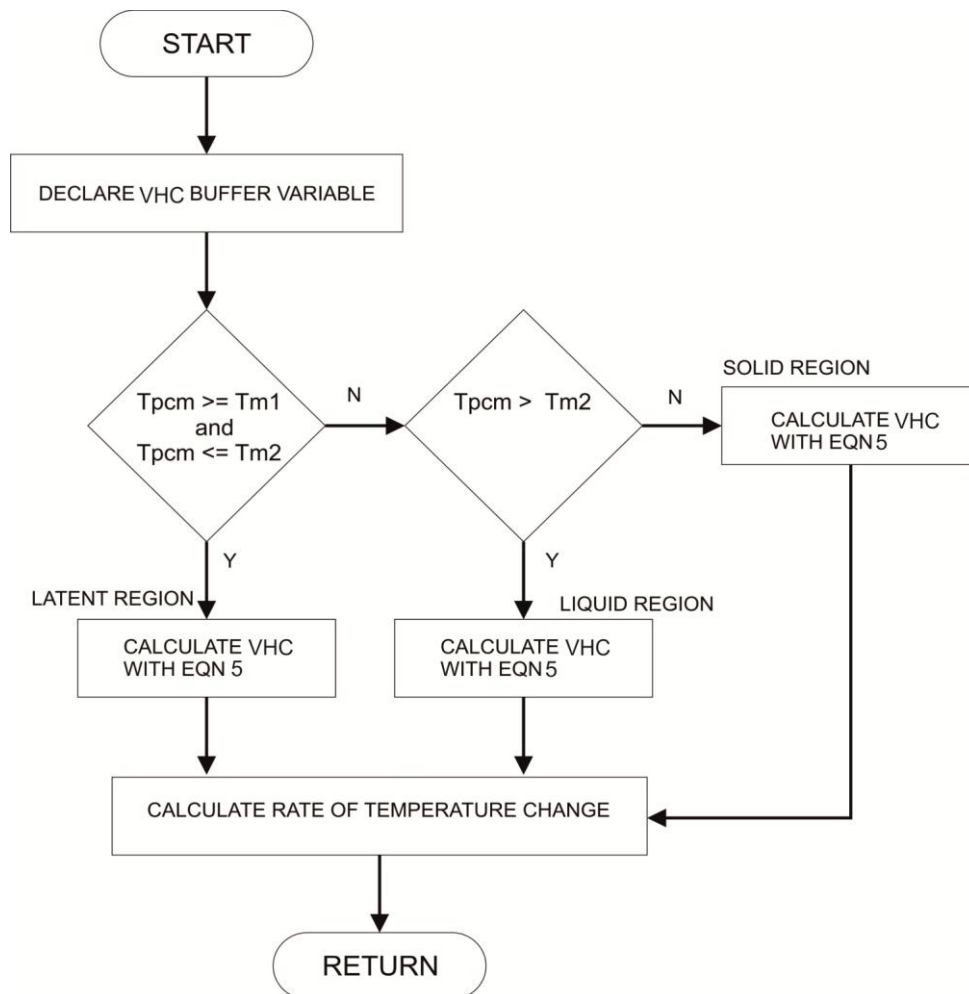 START
DECLARE VHC BUFFER VARIABLE
Tpcm >= Tm1
and
Tpcm <= Tm2
N
Tpcm > Tm2
N
SOLID REGION
CALCULATE VHC
WITH EQN 5
Y
LATENT REGION
CALCULATE VHC
WITH EQN 5
Y
LIQUID REGION
CALCULATE VHC
WITH EQN 5
CALCULATE RATE OF TEMPERATURE CHANGE
RETURN